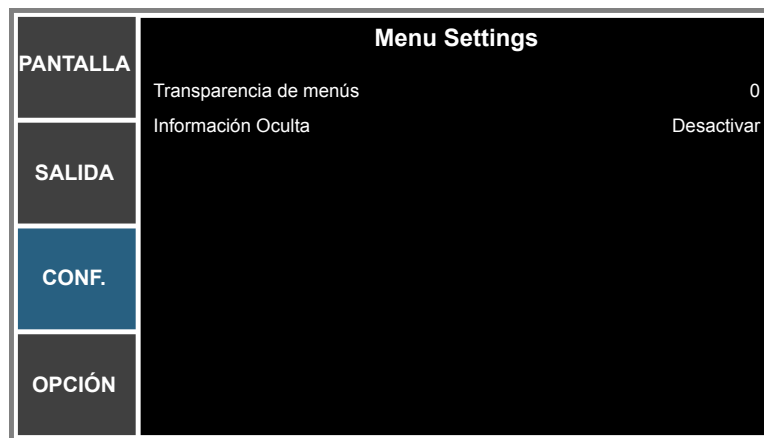 PANTALLA
SALIDA
CONF.
OPCIÓN
Menu Settings
Transparencia de menús 0
Información Oculta Desactivar